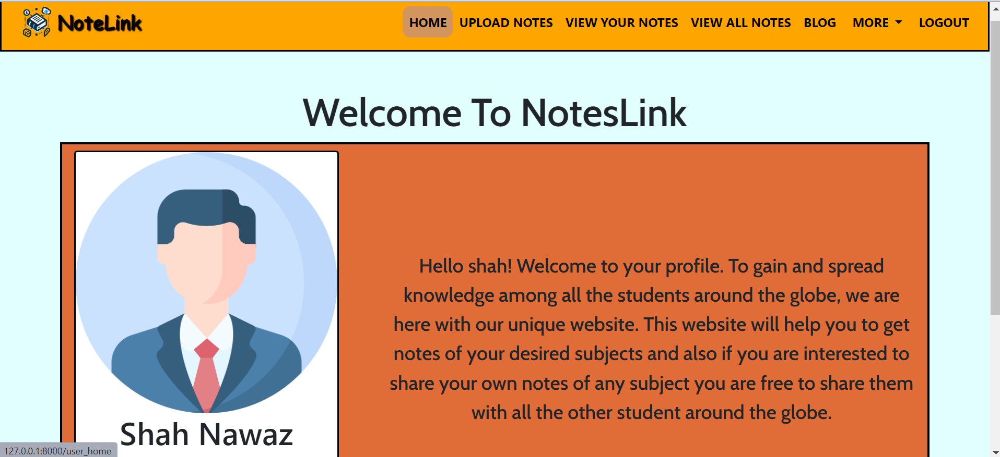 NoteLink
HOME UPLOAD NOTES VIEW YOUR NOTES VIEW ALL NOTES BLOG MORE LOGOUT
Welcome To NotesLink
Hello shah! Welcome to your profile. To gain and spread
knowledge among all the students around the globe, we are
here with our unique website. This website will help you to get
notes of your desired subjects and also if you are interested to
share your own notes of any subject you are free to share them
with all the other student around the globe.
Shah Nawaz
127.0.0.1:8000/user_home